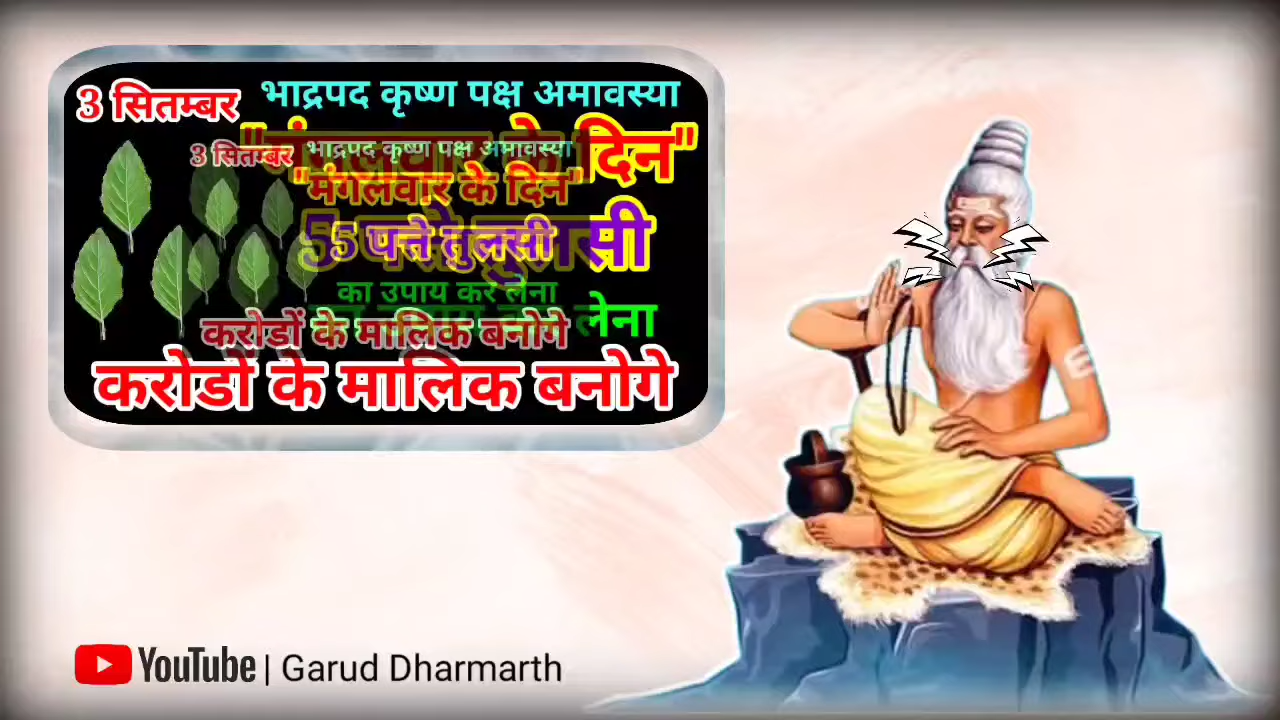 3 सितम्बर
भाद्रपद कृष्ण पक्ष अमावस्या
के दिन"
3 सितम्बर
भाद्रपद कृष्ण पक्ष अमावस्या
"मंगलवार के दिन"
55 पत्ते तुलसी
का उपाय कर लेना
लेना
करोडों के मालिक बनोगे
करोडों के मालिक बनोगे
YouTube | Garud Dharmarth